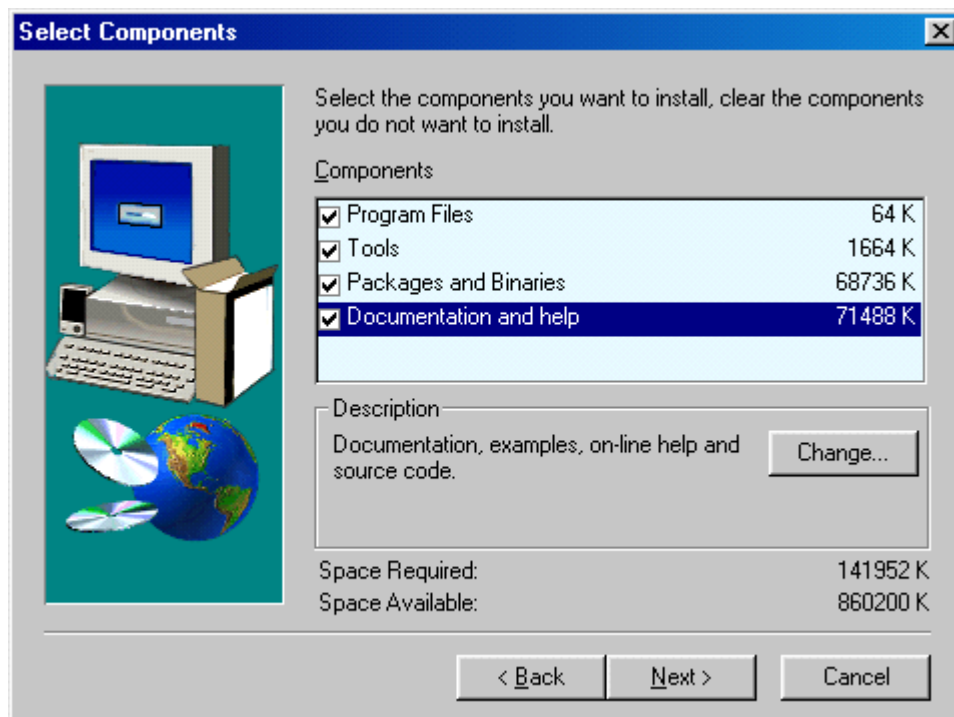 Select Components
Select the components you want to install, clear the components
you do not want to install.
Components
Program Files 64 K
Tools 1664 K
Packages and Binaries 68736 K
Documentation and help 71488 K
Description
Documentation, examples, on-line help and
source code.
Change...
Space Required: 141952 K
Space Available: 860200 K
< Back Next > Cancel